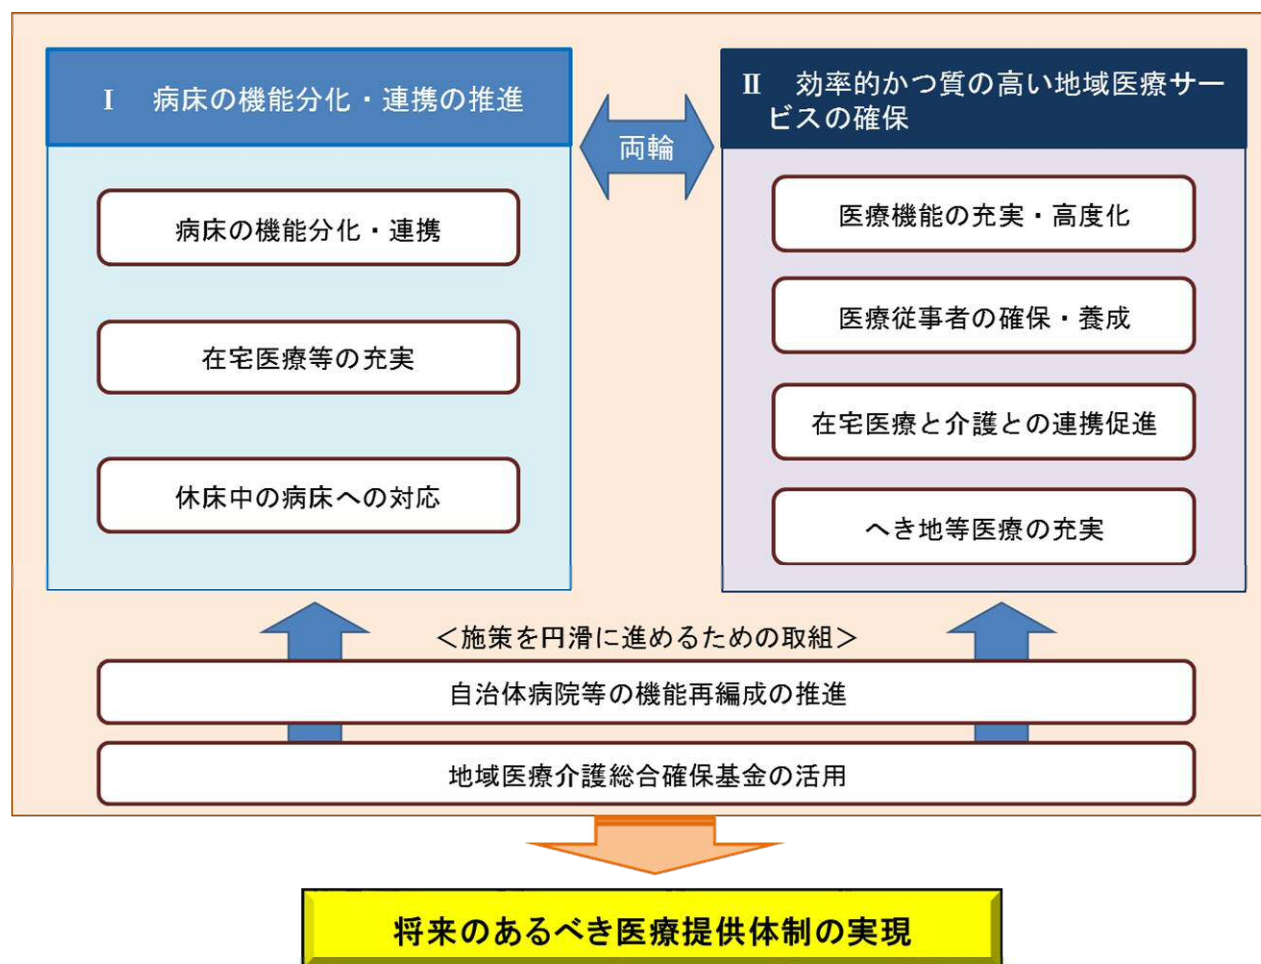 Ⅰ 病床の機能分化・連携の推進
病床の機能分化・連携
在宅医療等の充実
休床中の病床への対応
両輪
Ⅱ 効率的かつ質の高い地域医療サー
ビスの確保
医療機能の充実・高度化
医療従事者の確保・養成
在宅医療と介護との連携促進
へき地等医療の充実
＜施策を円滑に進めるための取組＞
自治体病院等の機能再編成の推進
地域医療介護総合確保基金の活用
将来のあるべき医療提供体制の実現